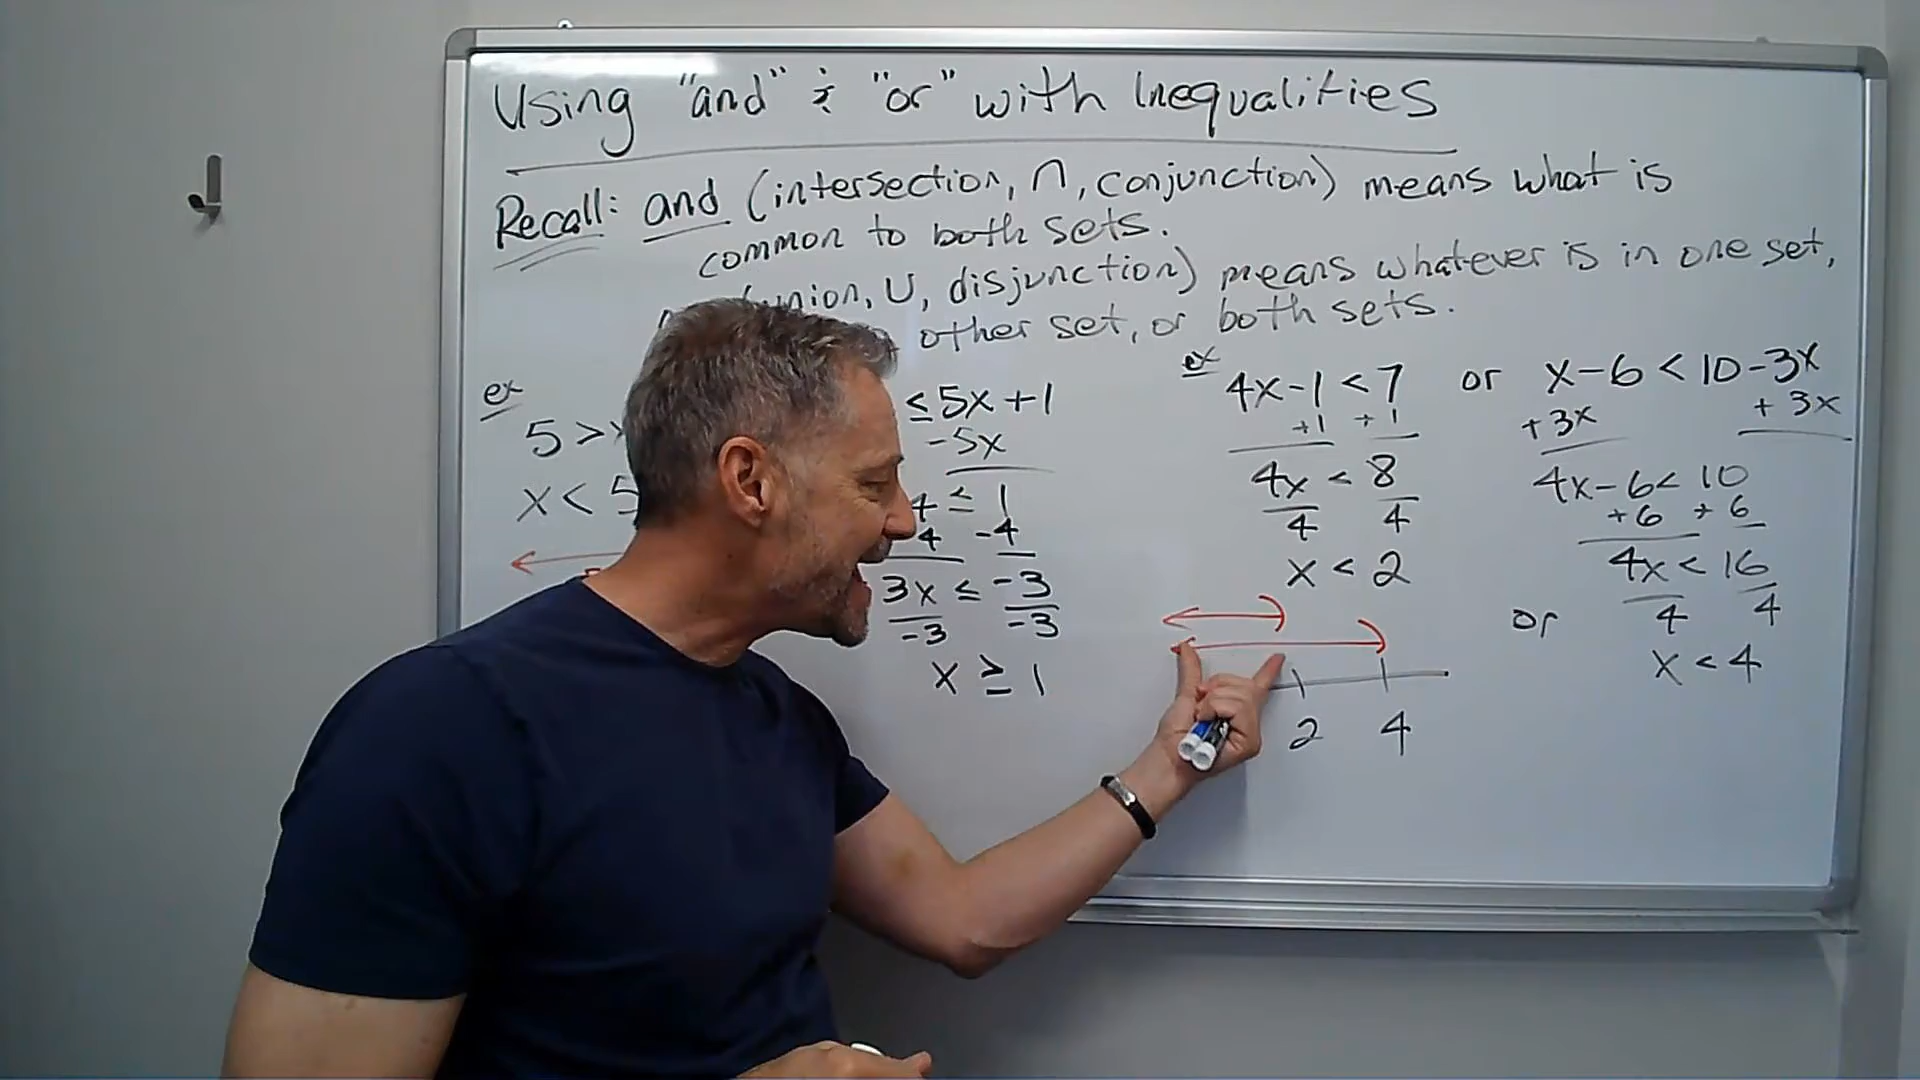 Using "and" & "or" with Inequalities
Recall: and (intersection, ∩, conjunction) means what is
common to both sets.
union, ∪, disjunction) means whatever is in one set,
other set, or both sets.
ex
5 >
x < 5
≤ 5x + 1
-5x
4 ≤ 1
4 -4
3x ≤ -3
-3 -3
x ≥ 1
ex
4x - 1 < 7 or x - 6 < 10 - 3x
+1 +1 +3x + 3x
4x < 8 4x - 6 < 10
4 4 +6 + 6
x < 2 4x < 16
or 4 4
x < 4
2 4